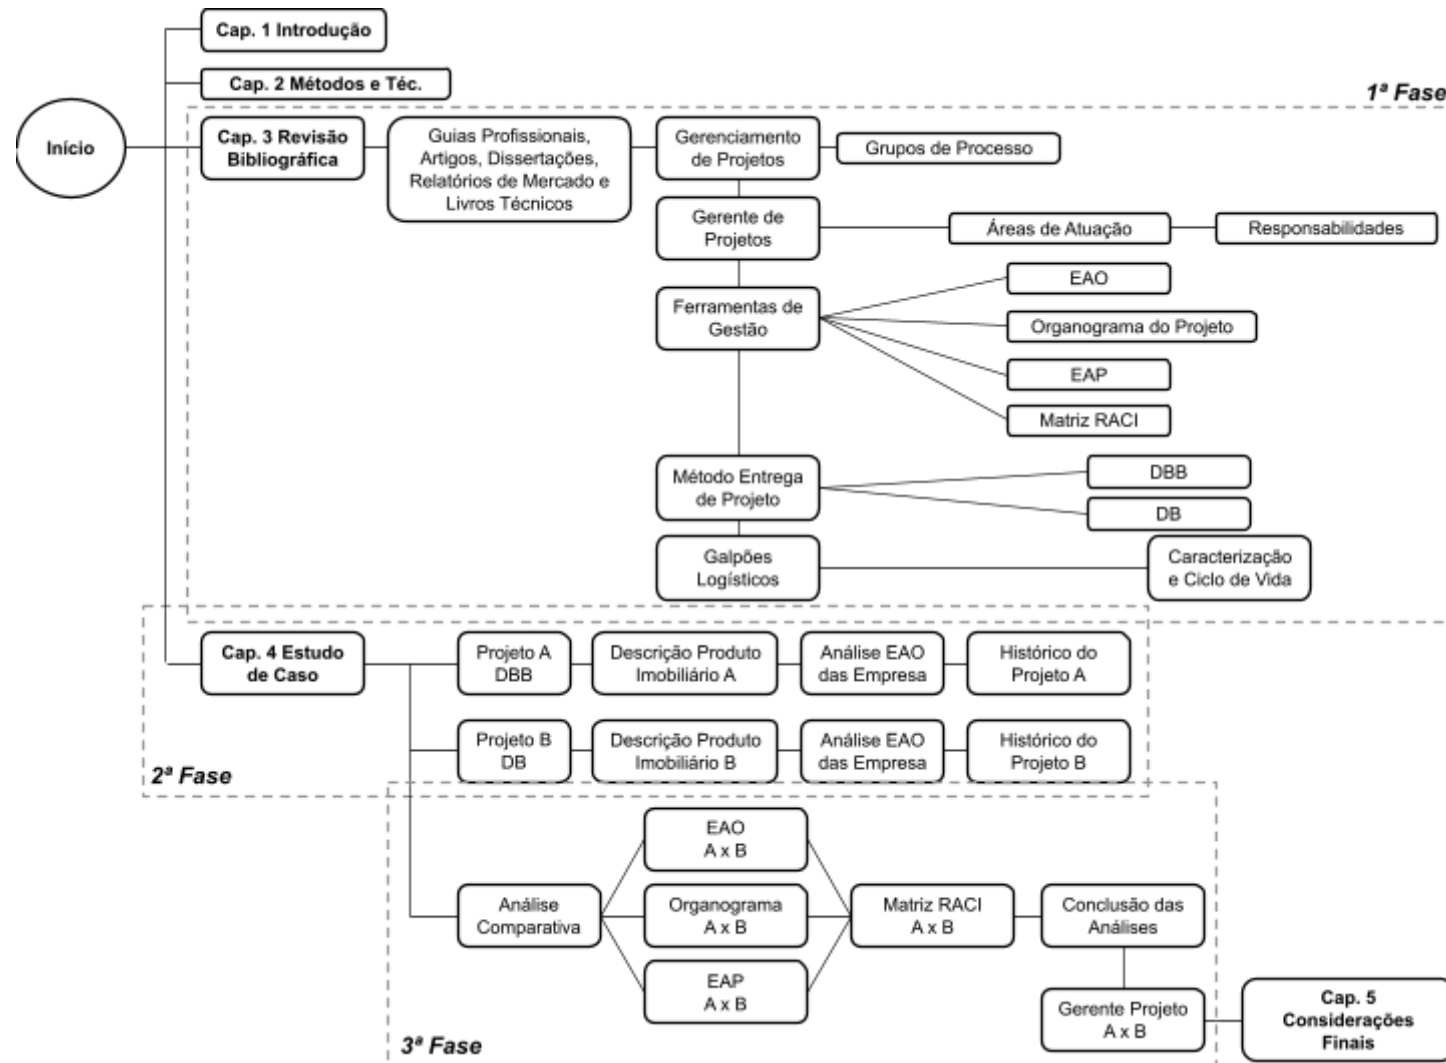 Cap. 1 Introdução
Cap. 2 Métodos e Téc.
1ª Fase
Início
Cap. 3 Revisão
Bibliográfica
Guias Profissionais,
Artigos, Dissertações,
Relatórios de Mercado e
Livros Técnicos
Gerenciamento
de Projetos
Grupos de Processo
Gerente de
Projetos
Áreas de Atuação
Responsabilidades
Ferramentas de
Gestão
EAO
Organograma do Projeto
EAP
Matriz RACI
Método Entrega
de Projeto
DBB
DB
Galpões
Logísticos
Caracterização
e Ciclo de Vida
Cap. 4 Estudo
de Caso
Projeto A
DBB
Descrição Produto
Imobiliário A
Análise EAO
das Empresa
Histórico do
Projeto A
Projeto B
DB
Descrição Produto
Imobiliário B
Análise EAO
das Empresa
Histórico do
Projeto B
2ª Fase
Análise
Comparativa
EAO
A x B
Organograma
A x B
EAP
A x B
Matriz RACI
A x B
Conclusão das
Análises
Gerente Projeto
A x B
Cap. 5
Considerações
Finais
3ª Fase